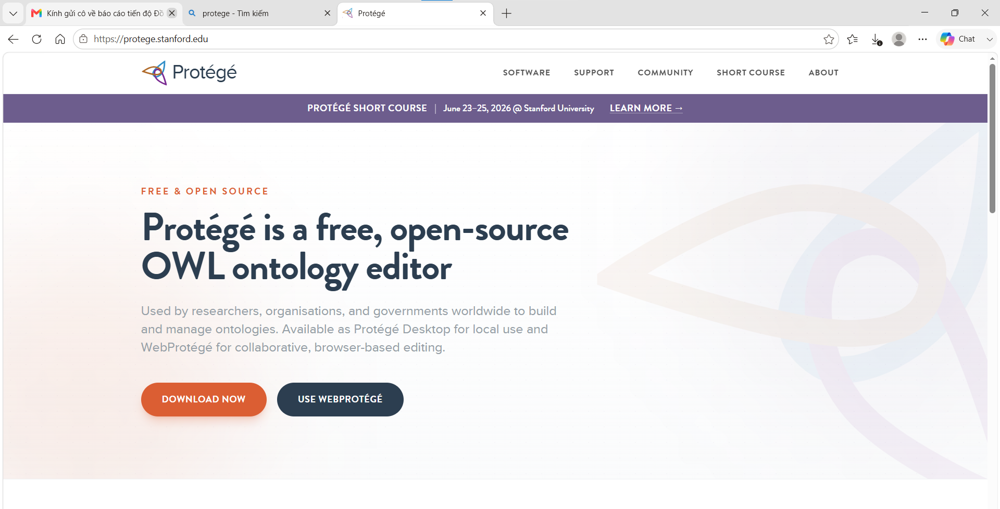 Kính gửi cô về báo cáo tiến độ Đồ
protege - Tìm kiếm
Protégé
https://protege.stanford.edu
Chat
Protégé
SOFTWARE
SUPPORT
COMMUNITY
SHORT COURSE
ABOUT
PROTÉGÉ SHORT COURSE | June 23–25, 2026 @ Stanford University LEARN MORE →
FREE & OPEN SOURCE
Protégé is a free, open-source
OWL ontology editor
Used by researchers, organisations, and governments worldwide to build
and manage ontologies. Available as Protégé Desktop for local use and
WebProtégé for collaborative, browser-based editing.
DOWNLOAD NOW
USE WEBPROTÉGÉ